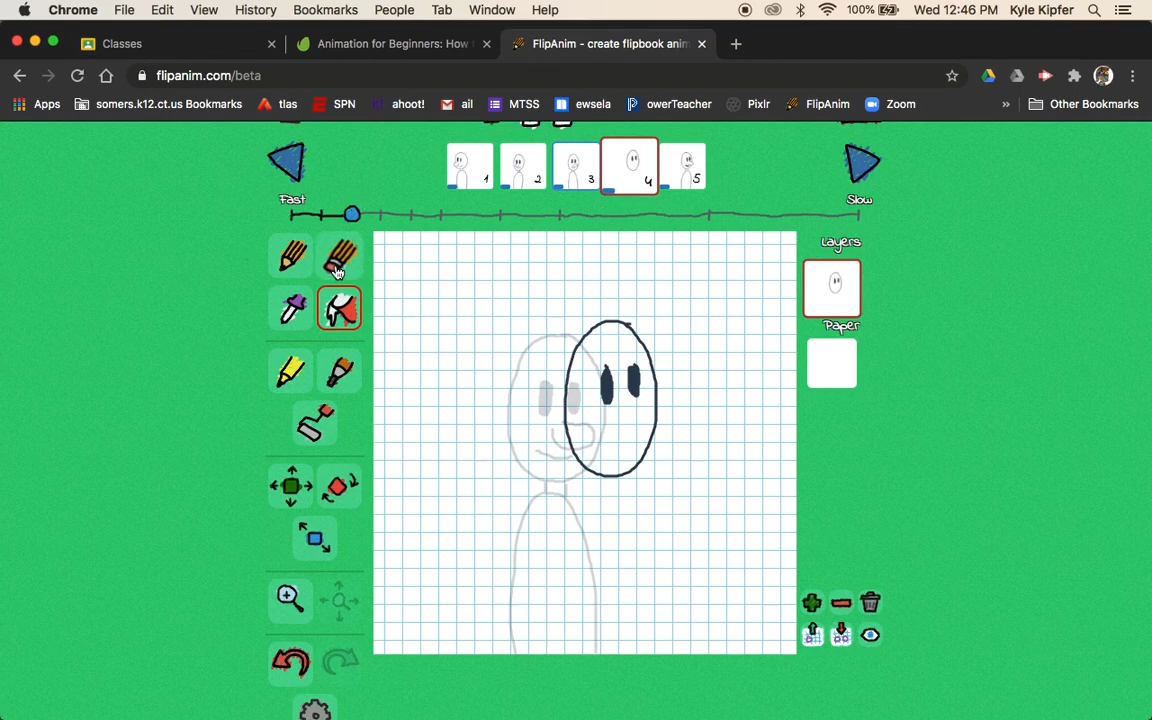 Chrome File Edit View History Bookmarks People Tab Window Help 100% Wed 12:46 PM Kyle Kipfer
Classes Animation for Beginners: How FlipAnim - create flipbook anim
flipanim.com/beta
Apps somers.k12.ct.us Bookmarks tlas SPN ahoot! ail MTSS ewsela owerTeacher Pixlr FlipAnim Zoom » Other Bookmarks
1 2 3 4 5
Fast Slow
Layers
Paper